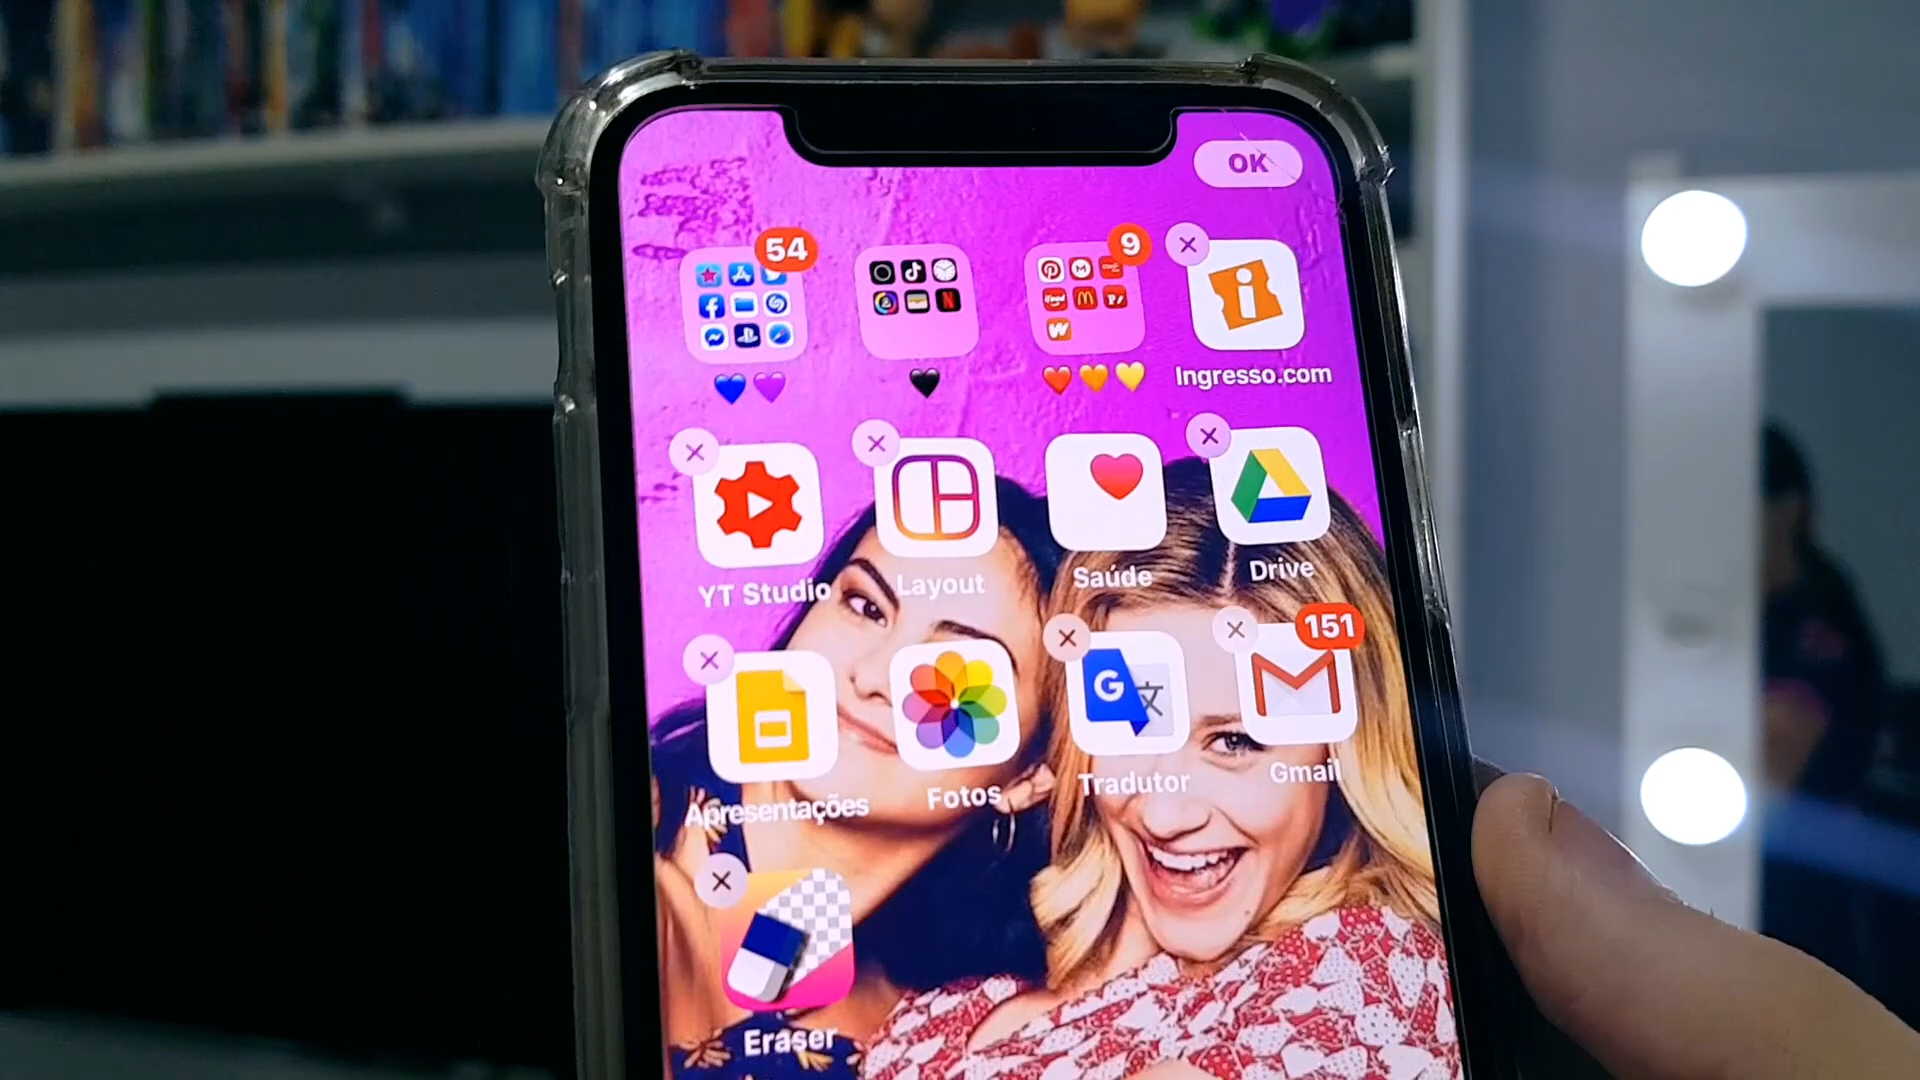 OK
54
9
Ingresso.com
YT Studio
Layout
Saúde
Drive
151
Apresentações
Fotos
G
Tradutor
Gmail
Eraser